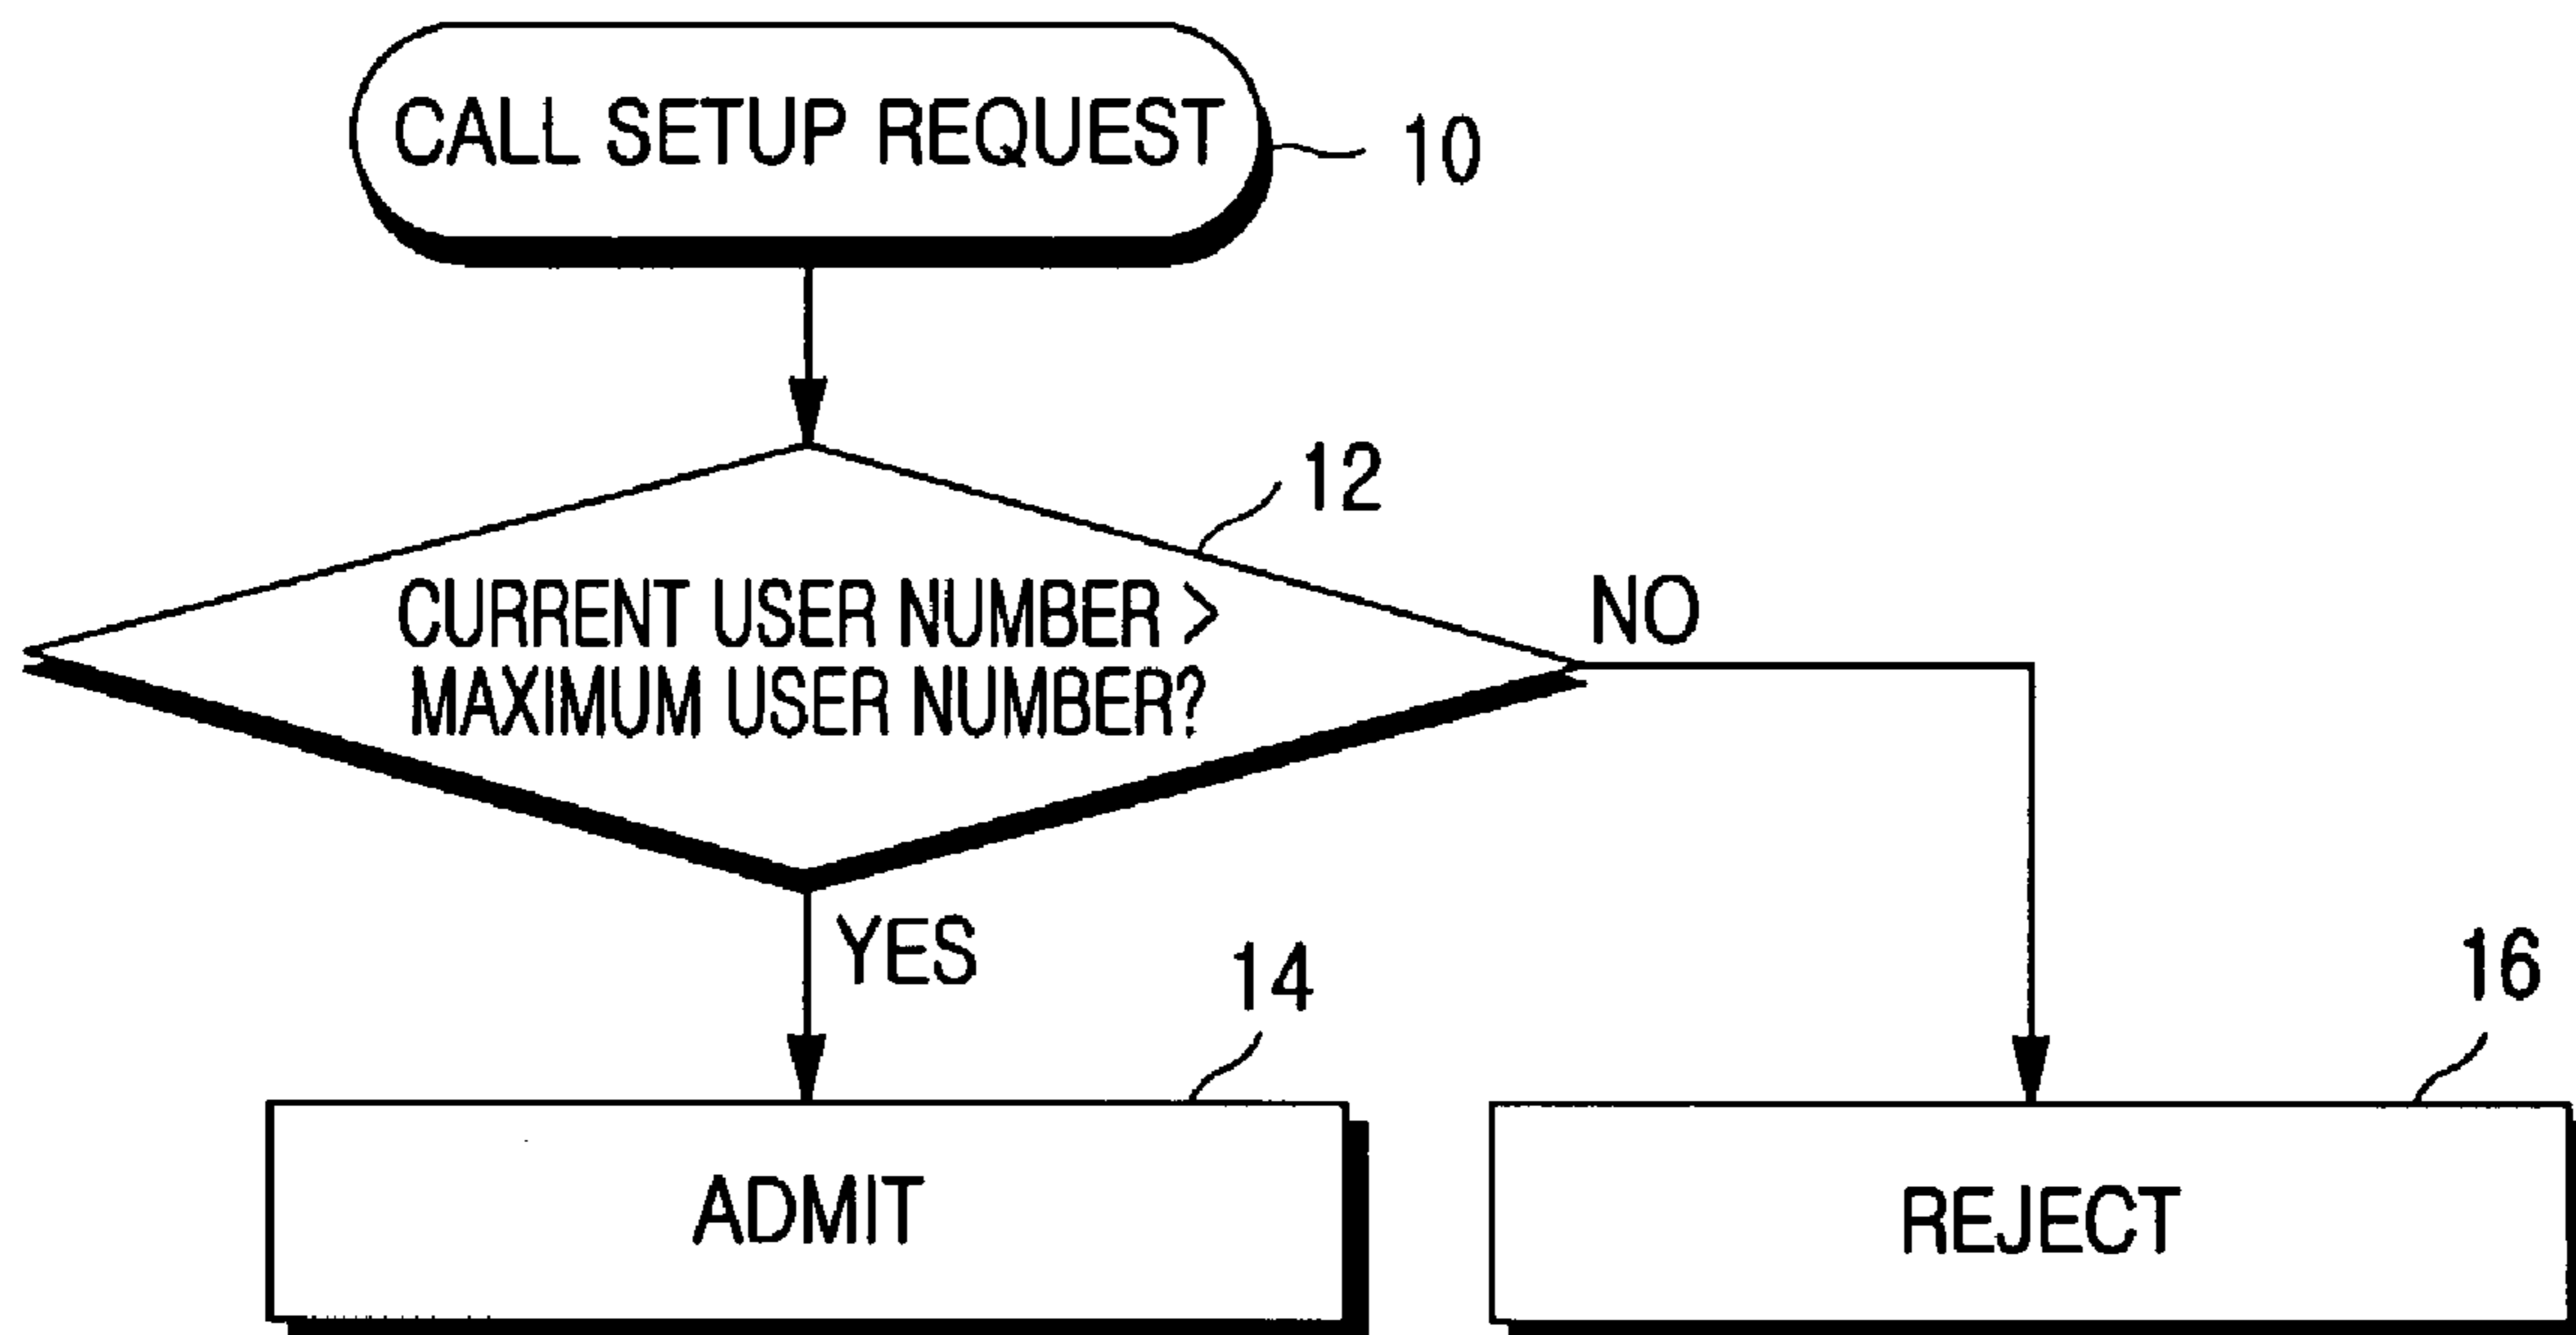 CALL SETUP REQUEST
10
12
CURRENT USER NUMBER >
MAXIMUM USER NUMBER?
NO
YES
14
16
ADMIT
REJECT